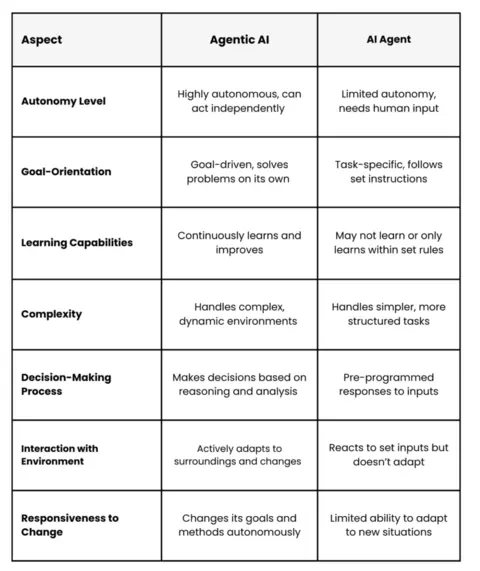 Aspect
Agentic AI
AI Agent
Autonomy Level
Highly autonomous, can
act independently
Limited autonomy,
needs human input
Goal-Orientation
Goal-driven, solves
problems on its own
Task-specific, follows
set instructions
Learning Capabilities
Continuously learns and
improves
May not learn or only
learns within set rules
Complexity
Handles complex,
dynamic environments
Handles simpler, more
structured tasks
Decision-Making
Process
Makes decisions based on
reasoning and analysis
Pre-programmed
responses to inputs
Interaction with
Environment
Actively adapts to
surroundings and changes
Reacts to set inputs but
doesn't adapt
Responsiveness to
Change
Changes its goals and
methods autonomously
Limited ability to adapt
to new situations